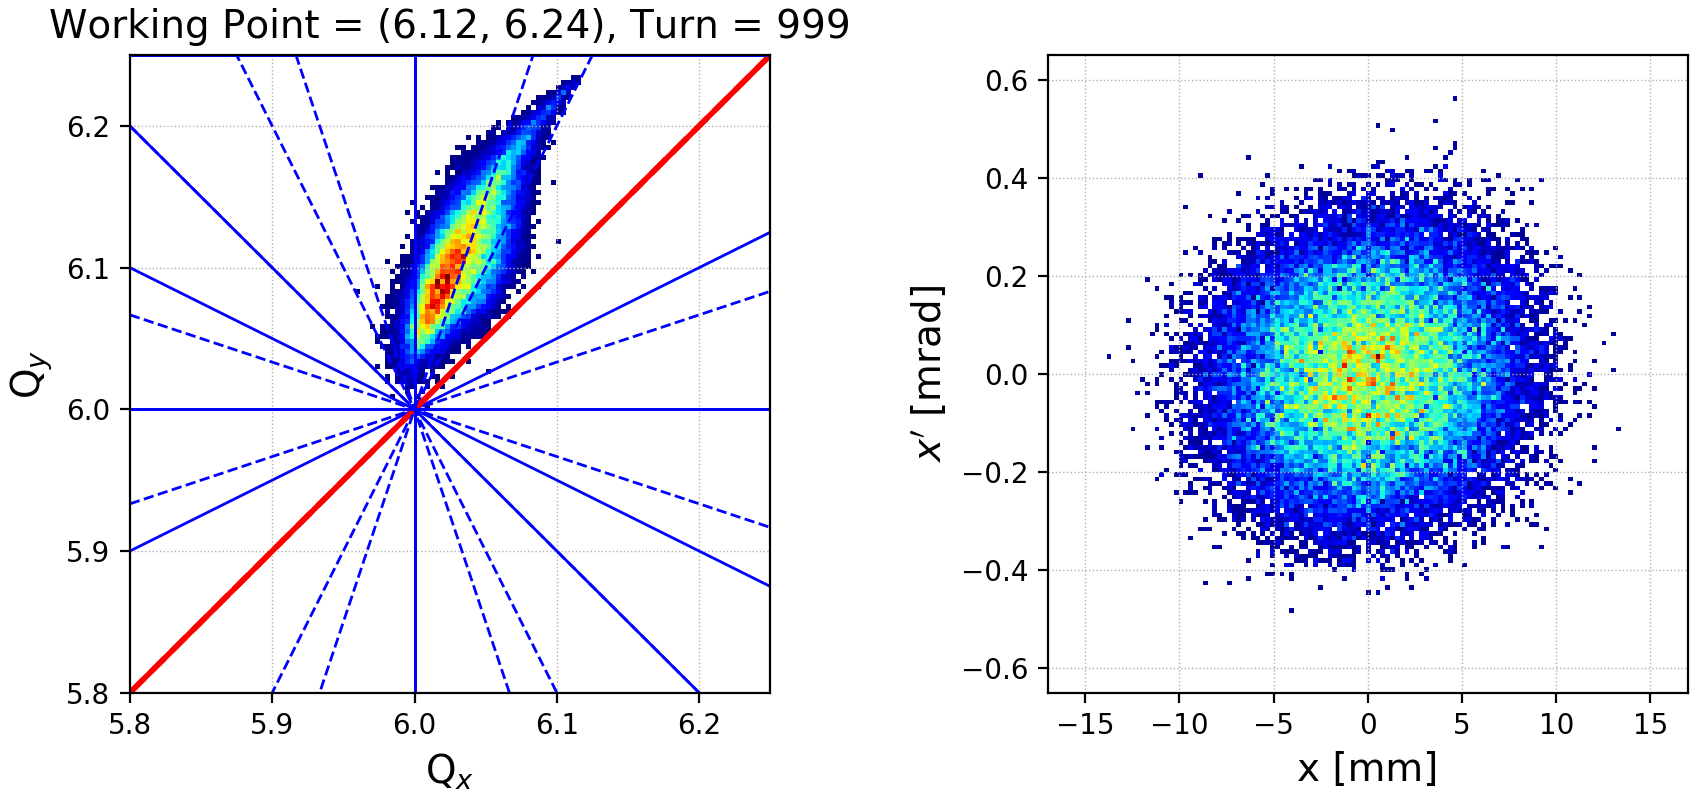 Working Point = (6.12, 6.24), Turn = 999
6.2
6.1
6.0
5.9
5.8
5.8 5.9 6.0 6.1 6.2
Qy
Qx
0.6
0.4
0.2
0.0
−0.2
−0.4
−0.6
−15 −10 −5 0 5 10 15
x′ [mrad]
x [mm]